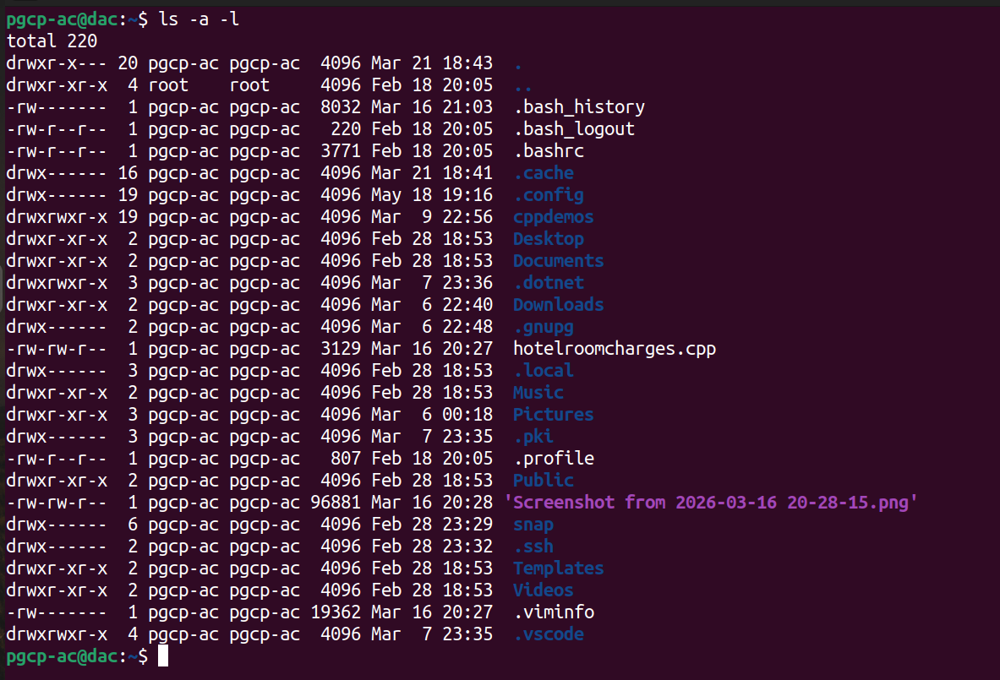 pgcp-ac@dac:~$ ls -a -l
total 220
drwxr-x--- 20 pgcp-ac pgcp-ac  4096 Mar 21 18:43  .
drwxr-xr-x  4 root    root     4096 Feb 18 20:05  ..
-rw-------  1 pgcp-ac pgcp-ac  8032 Mar 16 21:03  .bash_history
-rw-r--r--  1 pgcp-ac pgcp-ac   220 Feb 18 20:05  .bash_logout
-rw-r--r--  1 pgcp-ac pgcp-ac  3771 Feb 18 20:05  .bashrc
drwx------ 16 pgcp-ac pgcp-ac  4096 Mar 21 18:41  .cache
drwx------ 19 pgcp-ac pgcp-ac  4096 May 18 19:16  .config
drwxrwxr-x 19 pgcp-ac pgcp-ac  4096 Mar  9 22:56  cppdemos
drwxr-xr-x  2 pgcp-ac pgcp-ac  4096 Feb 28 18:53  Desktop
drwxr-xr-x  2 pgcp-ac pgcp-ac  4096 Feb 28 18:53  Documents
drwxrwxr-x  3 pgcp-ac pgcp-ac  4096 Mar  7 23:36  .dotnet
drwxr-xr-x  2 pgcp-ac pgcp-ac  4096 Mar  6 22:40  Downloads
drwx------  2 pgcp-ac pgcp-ac  4096 Mar  6 22:48  .gnupg
-rw-rw-r--  1 pgcp-ac pgcp-ac  3129 Mar 16 20:27  hotelroomcharges.cpp
drwx------  3 pgcp-ac pgcp-ac  4096 Feb 28 18:53  .local
drwxr-xr-x  2 pgcp-ac pgcp-ac  4096 Feb 28 18:53  Music
drwxr-xr-x  3 pgcp-ac pgcp-ac  4096 Mar  6 00:18  Pictures
drwx------  3 pgcp-ac pgcp-ac  4096 Mar  7 23:35  .pki
-rw-r--r--  1 pgcp-ac pgcp-ac   807 Feb 18 20:05  .profile
drwxr-xr-x  2 pgcp-ac pgcp-ac  4096 Feb 28 18:53  Public
-rw-rw-r--  1 pgcp-ac pgcp-ac 96881 Mar 16 20:28 'Screenshot from 2026-03-16 20-28-15.png'
drwx------  6 pgcp-ac pgcp-ac  4096 Feb 28 23:29  snap
drwx------  2 pgcp-ac pgcp-ac  4096 Feb 28 23:32  .ssh
drwxr-xr-x  2 pgcp-ac pgcp-ac  4096 Feb 28 18:53  Templates
drwxr-xr-x  2 pgcp-ac pgcp-ac  4096 Feb 28 18:53  Videos
-rw-------  1 pgcp-ac pgcp-ac 19362 Mar 16 20:27  .viminfo
drwxrwxr-x  4 pgcp-ac pgcp-ac  4096 Mar  7 23:35  .vscode
pgcp-ac@dac:~$